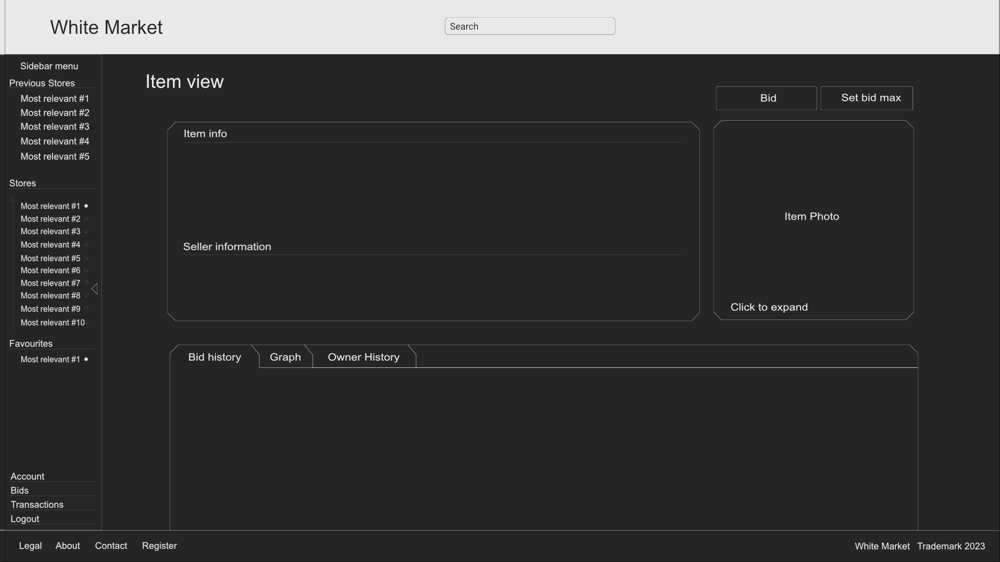 White Market
Search
Sidebar menu
Previous Stores
Most relevant #1
Most relevant #2
Most relevant #3
Most relevant #4
Most relevant #5
Stores
Most relevant #1
Most relevant #2
Most relevant #3
Most relevant #4
Most relevant #5
Most relevant #6
Most relevant #7
Most relevant #8
Most relevant #9
Most relevant #10
Favourites
Most relevant #1
Account
Bids
Transactions
Logout
Item view
Bid
Set bid max
Item info
Seller information
Item Photo
Click to expand
Bid history
Graph
Owner History
Legal
About
Contact
Register
White Market
Trademark 2023